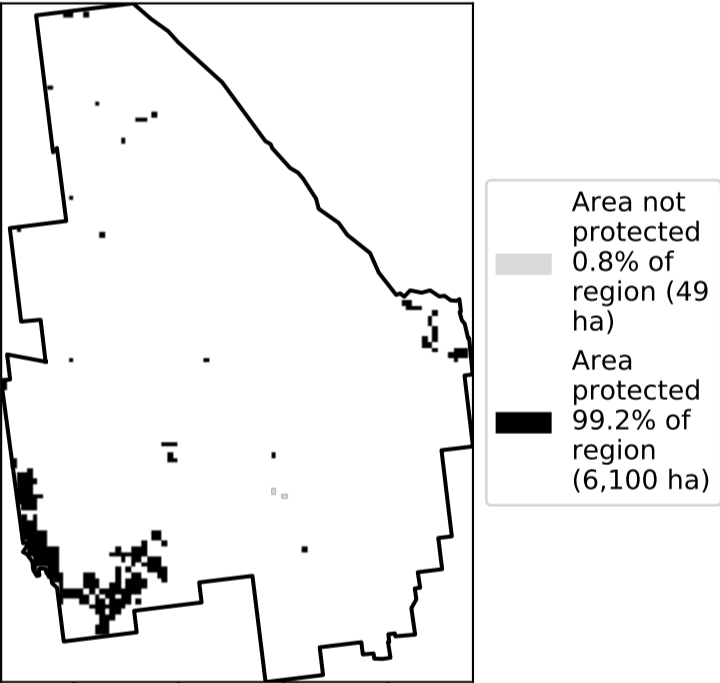 Area not
protected
0.8% of
region (49
ha)
Area
protected
99.2% of
region
(6,100 ha)